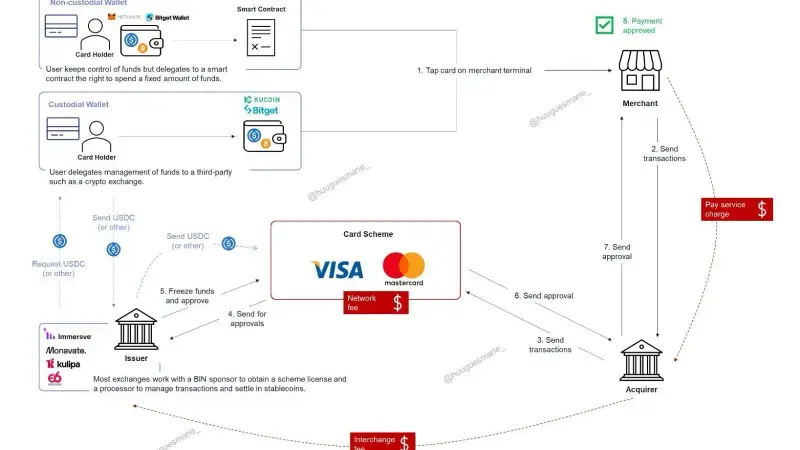 Non-custodial Wallet
METAMASK
Bitget Wallet
Smart Contract
Card Holder
User keeps control of funds but delegates to a smart
contract the right to spend a fixed amount of funds.
8. Payment
approved
1. Tap card on merchant terminal
Merchant
@huuguesmarie_
Custodial Wallet
KUCOIN
Bitget
Card Holder
User delegates management of funds to a third-party
such as a crypto exchange.
@huuguesmarie_
2. Send
transactions
Pay service
charge
Send USDC
(or other)
Send USDC
(or other)
Request USDC
(or other)
Card Scheme
VISA
mastercard
Network
fee
7. Send
approval
5. Freeze funds
and approve
4. Send for
approvals
6. Send approval
3. Send
transactions
Immersve
Monavate.
kulipa
Issuer
Most exchanges work with a BIN sponsor to obtain a scheme license and
a processor to manage transactions and settle in stablecoins.
@huuguesmarie_
Acquirer
@huuguesmarie_
Interchange
fee